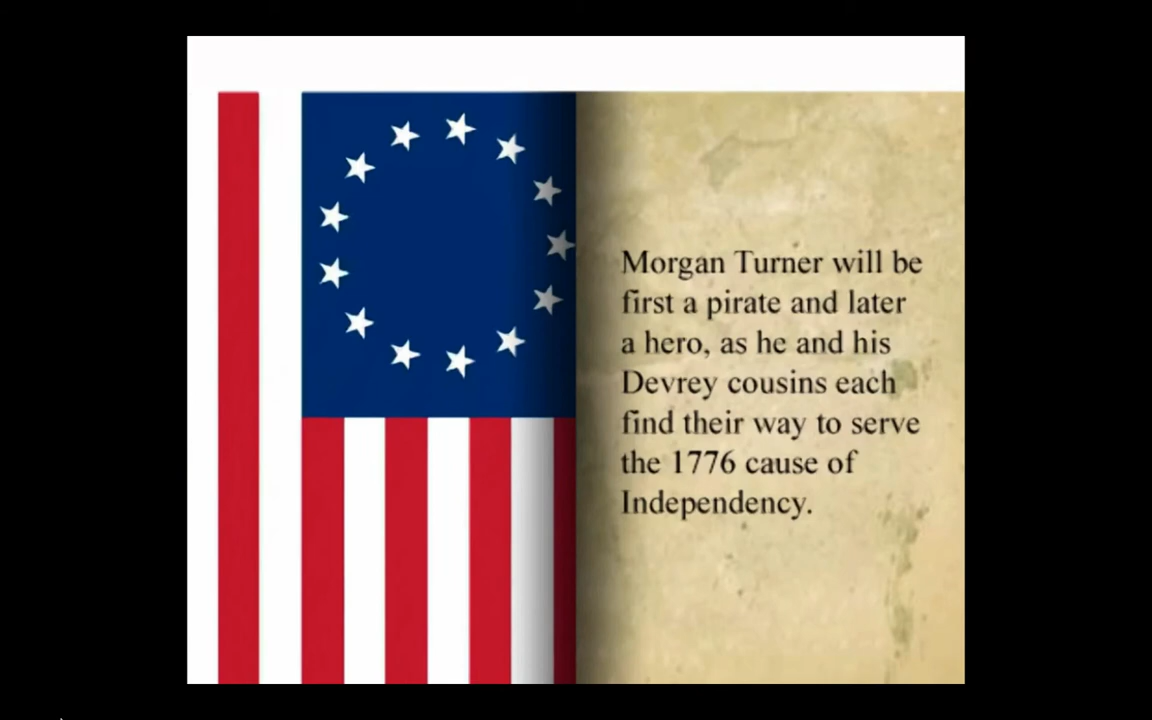 Morgan Turner will be
first a pirate and later
a hero, as he and his
Devrey cousins each
find their way to serve
the 1776 cause of
Independency.